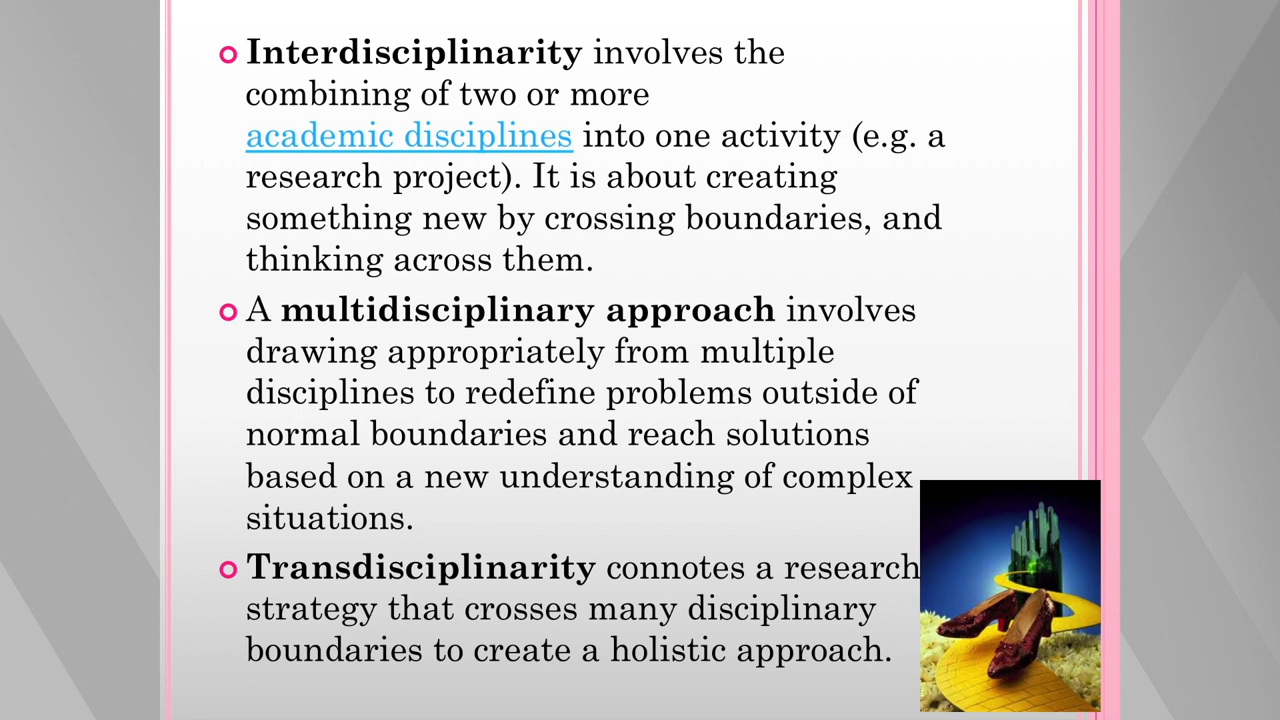 Interdisciplinarity involves the
combining of two or more
academic disciplines into one activity (e.g. a
research project). It is about creating
something new by crossing boundaries, and
thinking across them.
A multidisciplinary approach involves
drawing appropriately from multiple
disciplines to redefine problems outside of
normal boundaries and reach solutions
based on a new understanding of complex
situations.
Transdisciplinarity connotes a research
strategy that crosses many disciplinary
boundaries to create a holistic approach.